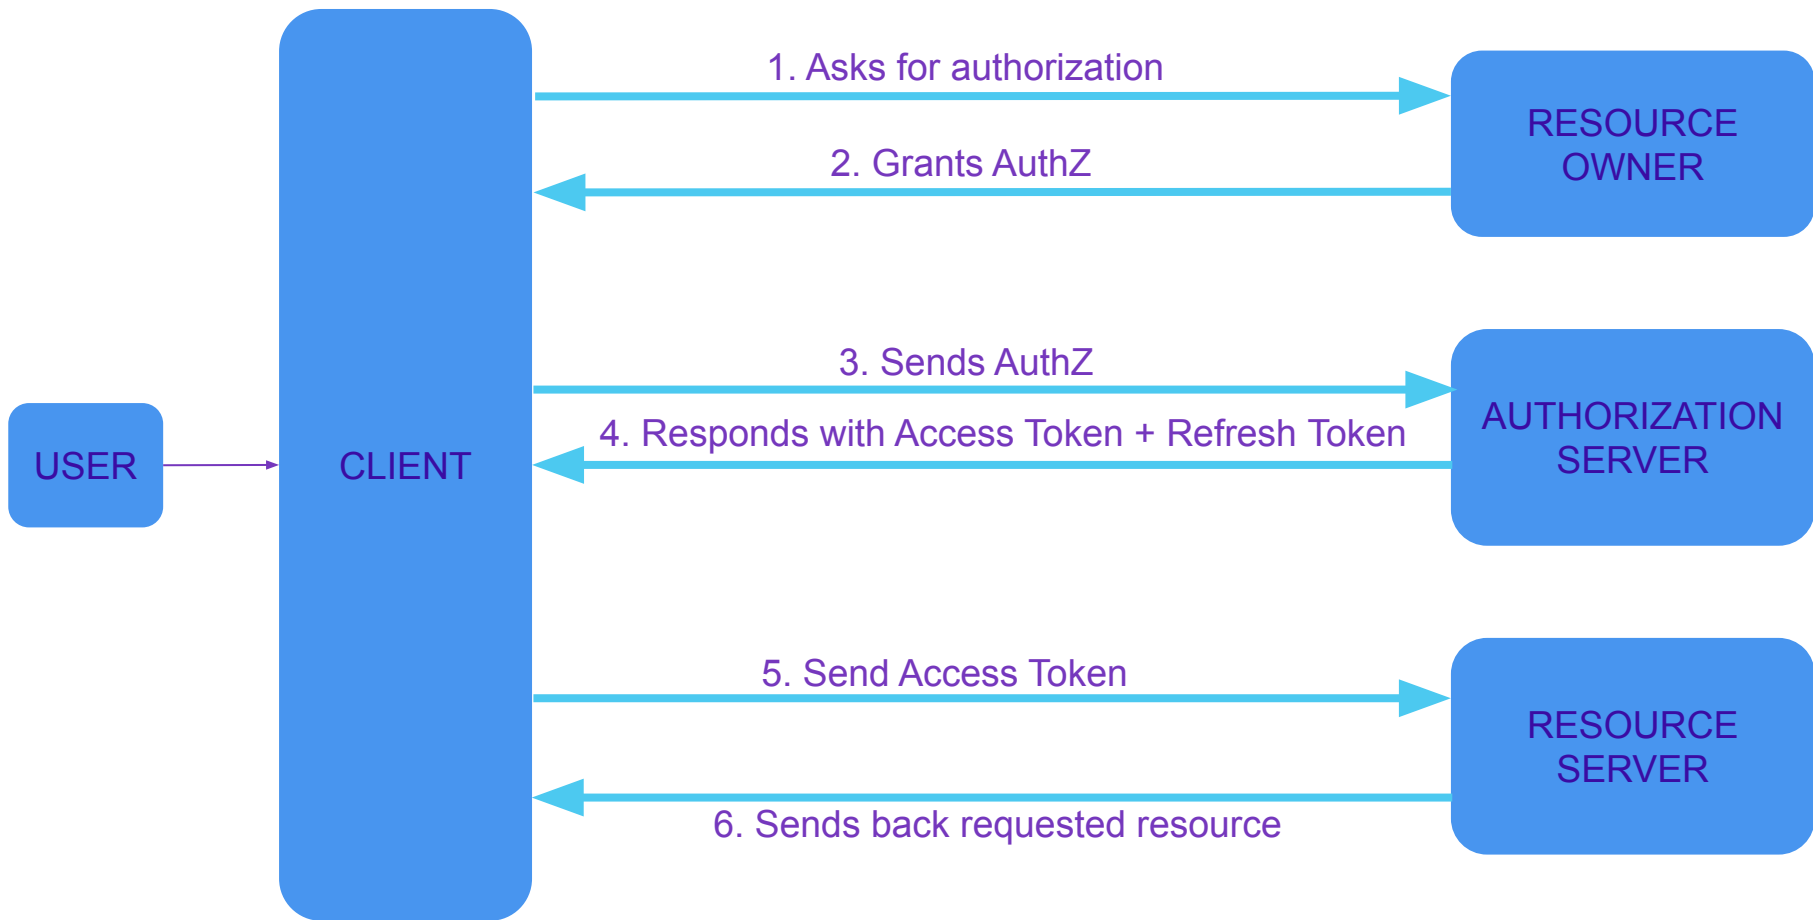 1. Asks for authorization
RESOURCE
OWNER
2. Grants AuthZ
3. Sends AuthZ
AUTHORIZATION
SERVER
4. Responds with Access Token + Refresh Token
USER
CLIENT
5. Send Access Token
RESOURCE
SERVER
6. Sends back requested resource